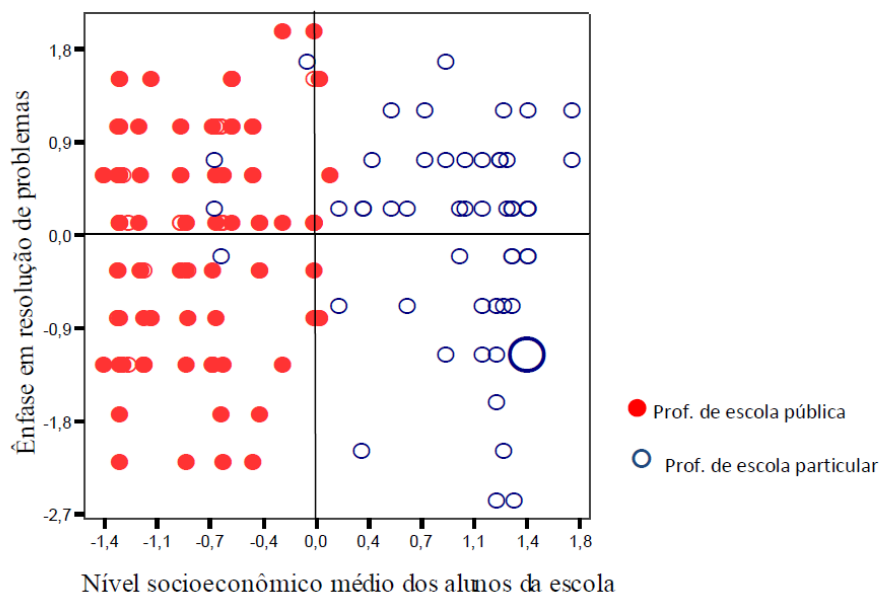 Ênfase em resolução de problemas
1,8
0,9
0,0
-0,9
-1,8
-2,7
-1,4 -1,1 -0,7 -0,4 0,0 0,4 0,7 1,1 1,4 1,8
Nível socioeconômico médio dos alunos da escola
Prof. de escola pública
Prof. de escola particular